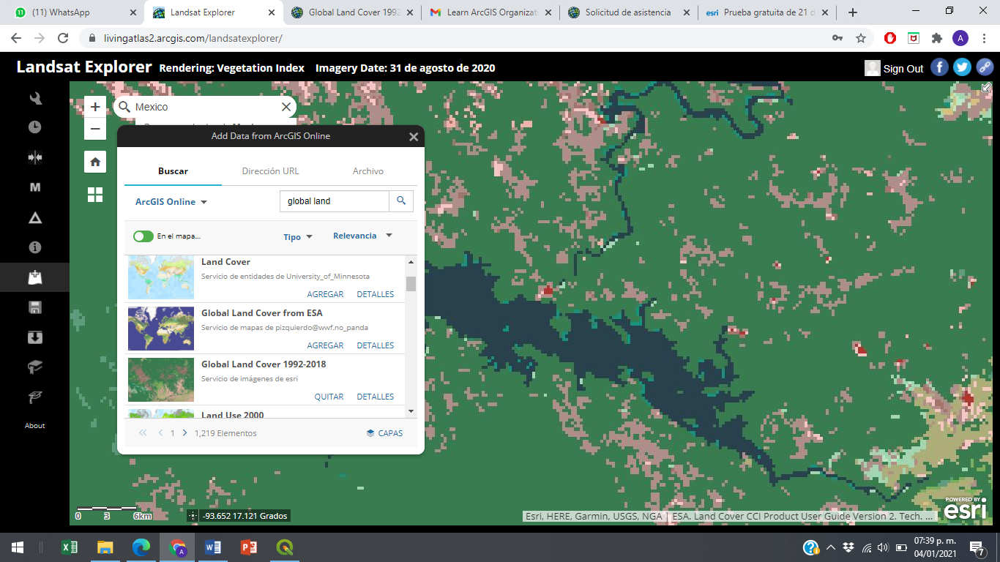 (11) WhatsApp
Landsat Explorer
Global Land Cover 1992
Learn ArcGIS Organizat
Solicitud de asistencia
esri Prueba gratuita de 21 d
livingatlas2.arcgis.com/landsatexplorer/
A
Landsat Explorer Rendering: Vegetation Index Imagery Date: 31 de agosto de 2020
Sign Out
Mexico
Add Data from ArcGIS Online
Buscar
Dirección URL
Archivo
ArcGIS Online
global land
En el mapa...
Tipo
Relevancia
Land Cover
Servicio de entidades de University_of_Minnesota
AGREGAR DETALLES
Global Land Cover from ESA
Servicio de mapas de pizquierdo@wwf.no_panda
AGREGAR DETALLES
Global Land Cover 1992-2018
Servicio de imágenes de esri
QUITAR DETALLES
Land Use 2000
1
1,219 Elementos
CAPAS
M
About
0 3 6km
-93.652 17.121 Grados
Esri, HERE, Garmin, USGS, NGA | ESA. Land Cover CCI Product User Guide Version 2. Tech. ...
POWERED BY
esri
07:39 p. m.
04/01/2021
7